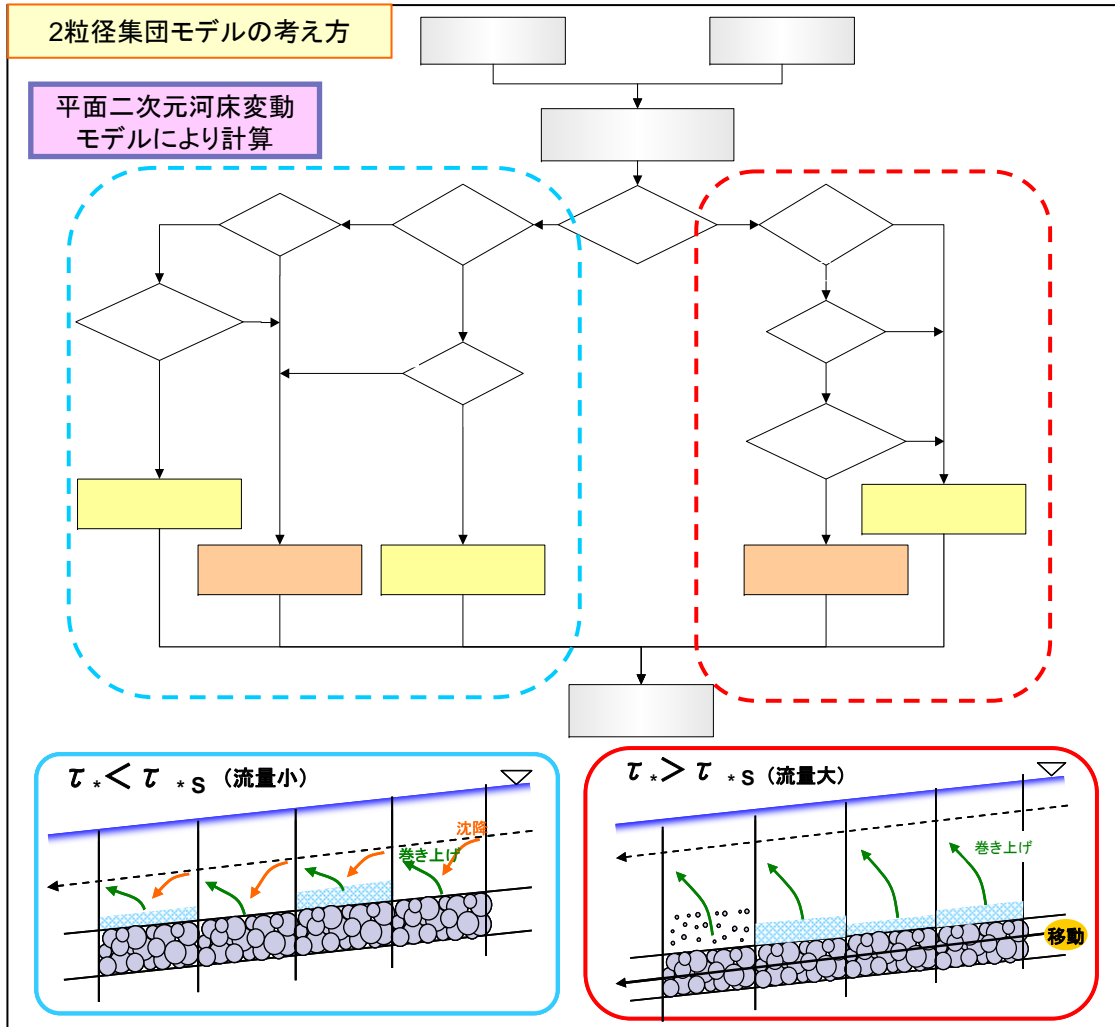 2粒径集団モデルの考え方
平面二次元河床変動
モデルにより計算
τ*<τ*S (流量小)
沈降
巻き上げ
τ*>τ*S (流量大)
巻き上げ
移動